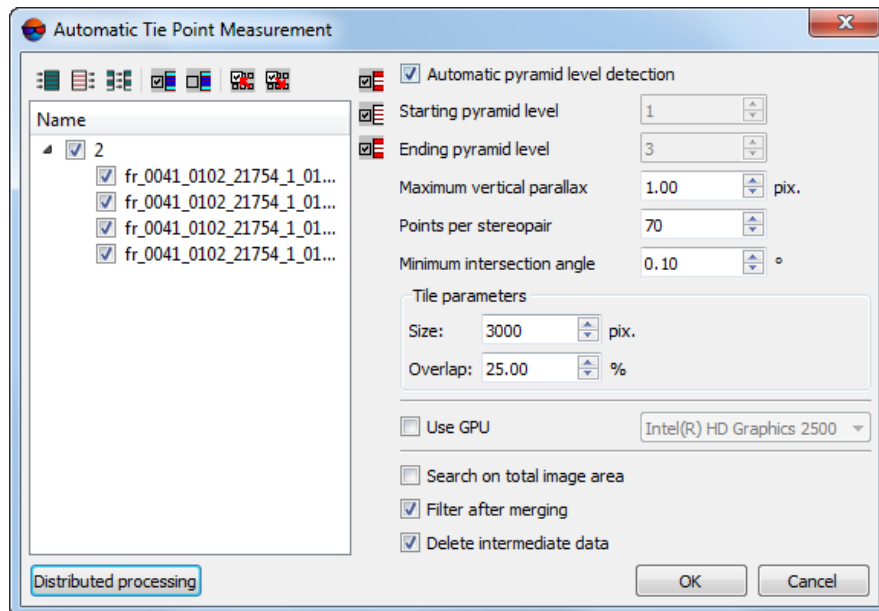 Automatic Tie Point Measurement
Name
2
fr_0041_0102_21754_1_01...
fr_0041_0102_21754_1_01...
fr_0041_0102_21754_1_01...
fr_0041_0102_21754_1_01...
Automatic pyramid level detection
Starting pyramid level 1
Ending pyramid level 3
Maximum vertical parallax 1.00 pix.
Points per stereopair 70
Minimum intersection angle 0.10 °
Tile parameters
Size: 3000 pix.
Overlap: 25.00 %
Use GPU Intel(R) HD Graphics 2500
Search on total image area
Filter after merging
Delete intermediate data
Distributed processing OK Cancel